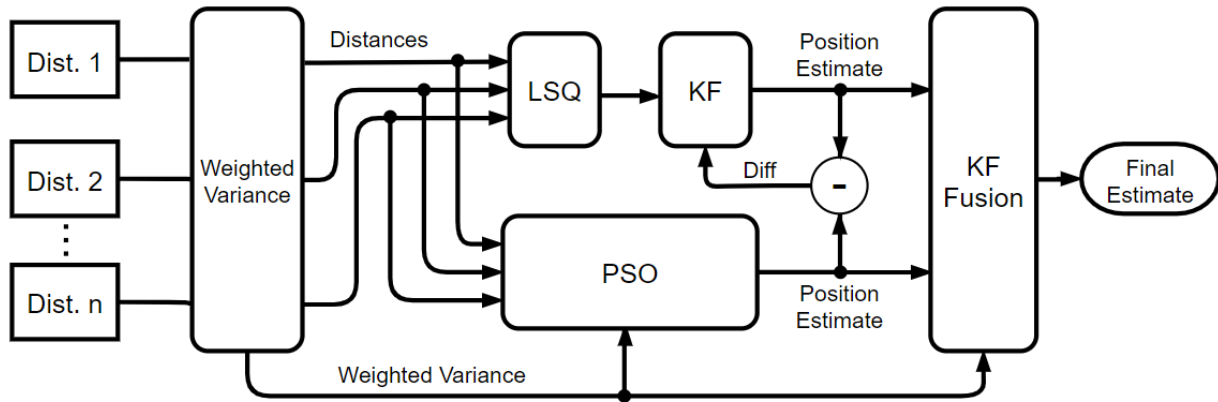 Dist. 1
Dist. 2
Dist. n
Weighted
Variance
Distances
LSQ
KF
Position
Estimate
Diff
-
PSO
Position
Estimate
Weighted Variance
KF
Fusion
Final
Estimate